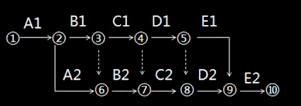 A1 B1 C1 D1 E1
① ② ③ ④ ⑤
A2 B2 C2 D2 E2
⑥ ⑦ ⑧ ⑨ ⑩